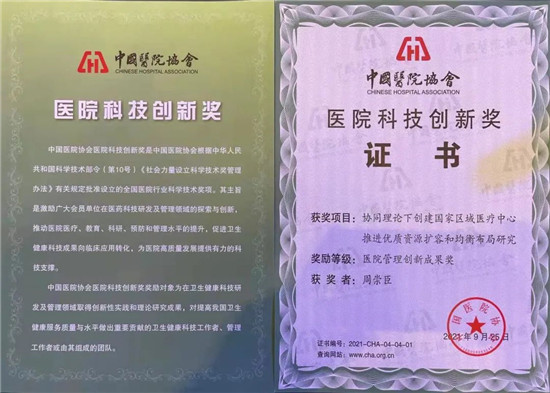 中國醫院協會
CHINESE HOSPITAL ASSOCIATION
医院科技创新奖
中国医院协会医院科技创新奖是中国医院协会根据中华人民
共和国科学技术部令（第10号）《社会力量设立科学技术奖管理
办法》有关规定批准设立的全国医院行业科学技术奖项。其主旨
是激励广大会员单位在医药科技研发及管理领域的探索与创新，
推动医院医疗、教育、科研、预防和管理水平的提升，促进卫生
健康科技成果向临床应用转化，为医院高质量发展提供有力的科
技支撑。
中国医院协会医院科技创新奖奖励对象为在卫生健康科技研
发及管理领域取得创新性实践和理论研究成果，对提高我国卫生
健康服务质量与水平做出重要贡献的卫生健康科技工作者、管理
工作者或由其组成的团队。
中國醫院協會
CHINESE HOSPITAL ASSOCIATION
医院科技创新奖
证书
获奖项目：协同理论下创建国家区域医疗中心
推进优质资源扩容和均衡布局研究
奖励等级：医院管理创新成果奖
获奖者：周崇臣
国医院协
2021年9月25日
证书编号：2021-CHA-04-04-01
查询网站：www.cha.org.cn